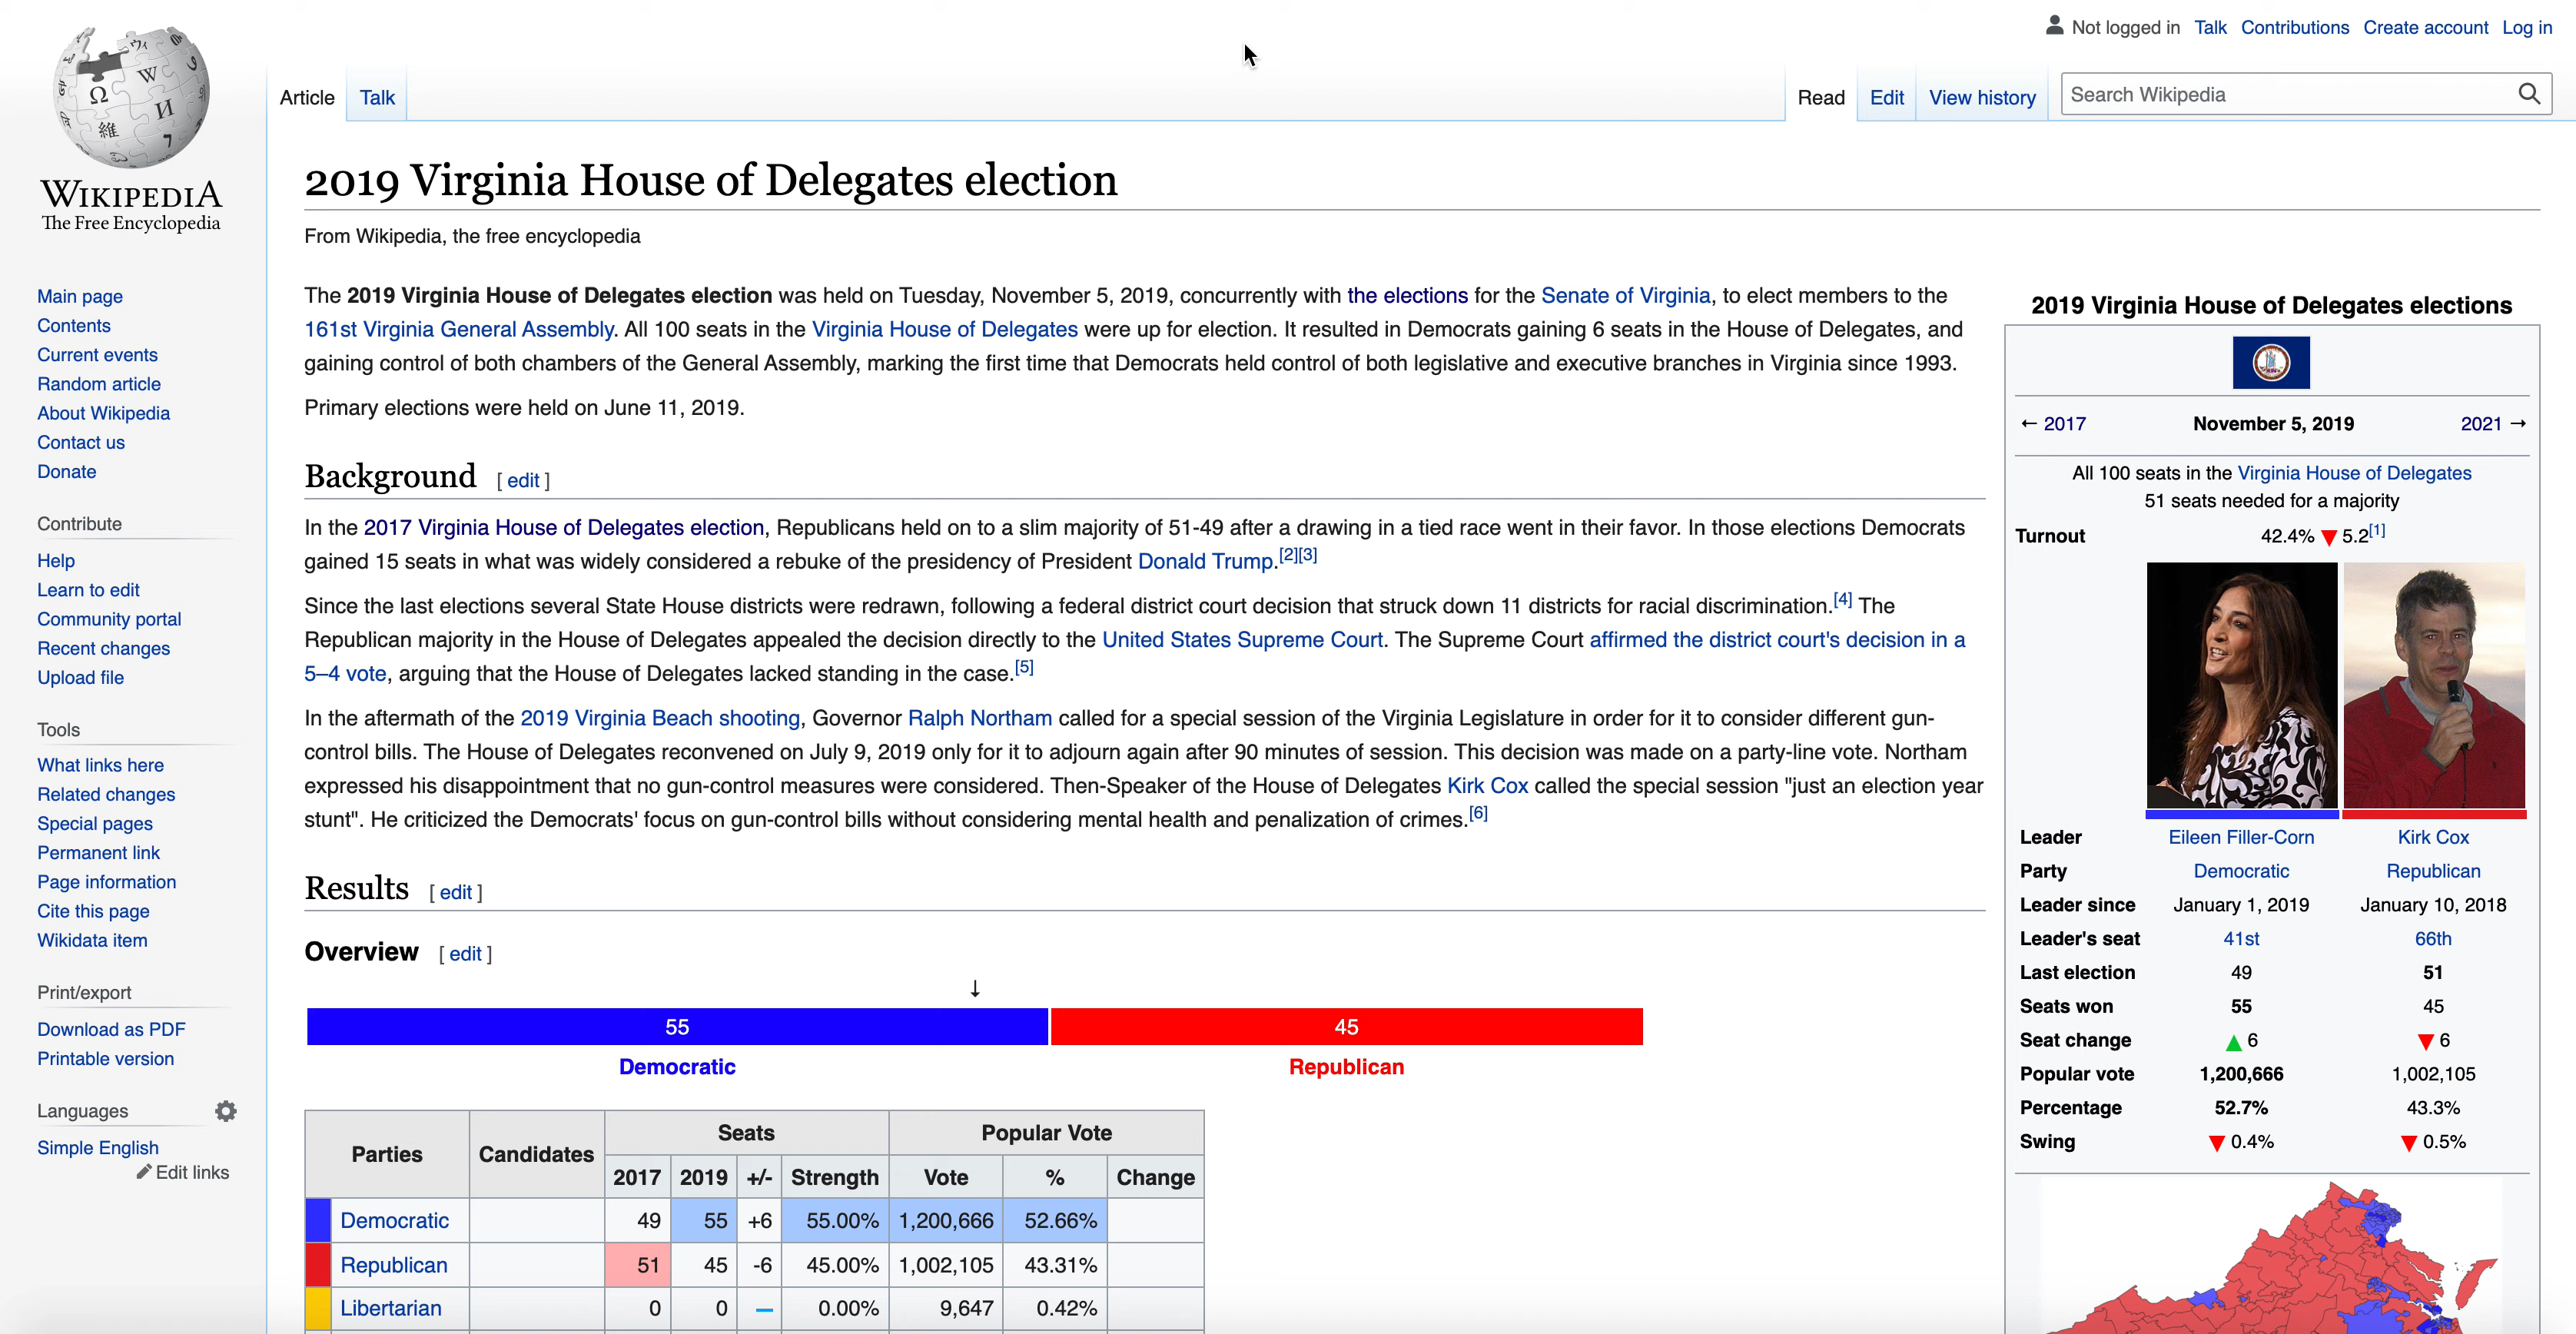 Not logged in Talk Contributions Create account Log in
Article Talk Read Edit View history Search Wikipedia
WIKIPEDIA
The Free Encyclopedia
Main page
Contents
Current events
Random article
About Wikipedia
Contact us
Donate
Contribute
Help
Learn to edit
Community portal
Recent changes
Upload file
Tools
What links here
Related changes
Special pages
Permanent link
Page information
Cite this page
Wikidata item
Print/export
Download as PDF
Printable version
Languages
Simple English
Edit links
2019 Virginia House of Delegates election
From Wikipedia, the free encyclopedia
The 2019 Virginia House of Delegates election was held on Tuesday, November 5, 2019, concurrently with the elections for the Senate of Virginia, to elect members to the
161st Virginia General Assembly. All 100 seats in the Virginia House of Delegates were up for election. It resulted in Democrats gaining 6 seats in the House of Delegates, and
gaining control of both chambers of the General Assembly, marking the first time that Democrats held control of both legislative and executive branches in Virginia since 1993.
Primary elections were held on June 11, 2019.
Background [ edit ]
In the 2017 Virginia House of Delegates election, Republicans held on to a slim majority of 51-49 after a drawing in a tied race went in their favor. In those elections Democrats
gained 15 seats in what was widely considered a rebuke of the presidency of President Donald Trump.[2][3]
Since the last elections several State House districts were redrawn, following a federal district court decision that struck down 11 districts for racial discrimination.[4] The
Republican majority in the House of Delegates appealed the decision directly to the United States Supreme Court. The Supreme Court affirmed the district court's decision in a
5–4 vote, arguing that the House of Delegates lacked standing in the case.[5]
In the aftermath of the 2019 Virginia Beach shooting, Governor Ralph Northam called for a special session of the Virginia Legislature in order for it to consider different gun-
control bills. The House of Delegates reconvened on July 9, 2019 only for it to adjourn again after 90 minutes of session. This decision was made on a party-line vote. Northam
expressed his disappointment that no gun-control measures were considered. Then-Speaker of the House of Delegates Kirk Cox called the special session "just an election year
stunt". He criticized the Democrats' focus on gun-control bills without considering mental health and penalization of crimes.[6]
Results [ edit ]
Overview [ edit ]
↓
55 45
Democratic Republican
Parties Candidates Seats Popular Vote
2017 2019 +/- Strength Vote % Change
Democratic 49 55 +6 55.00% 1,200,666 52.66%
Republican 51 45 -6 45.00% 1,002,105 43.31%
Libertarian 0 0 – 0.00% 9,647 0.42%
2019 Virginia House of Delegates elections
← 2017 November 5, 2019 2021 →
All 100 seats in the Virginia House of Delegates
51 seats needed for a majority
Turnout 42.4% ▼ 5.2[1]
Leader Eileen Filler-Corn Kirk Cox
Party Democratic Republican
Leader since January 1, 2019 January 10, 2018
Leader's seat 41st 66th
Last election 49 51
Seats won 55 45
Seat change ▲ 6 ▼ 6
Popular vote 1,200,666 1,002,105
Percentage 52.7% 43.3%
Swing ▼ 0.4% ▼ 0.5%